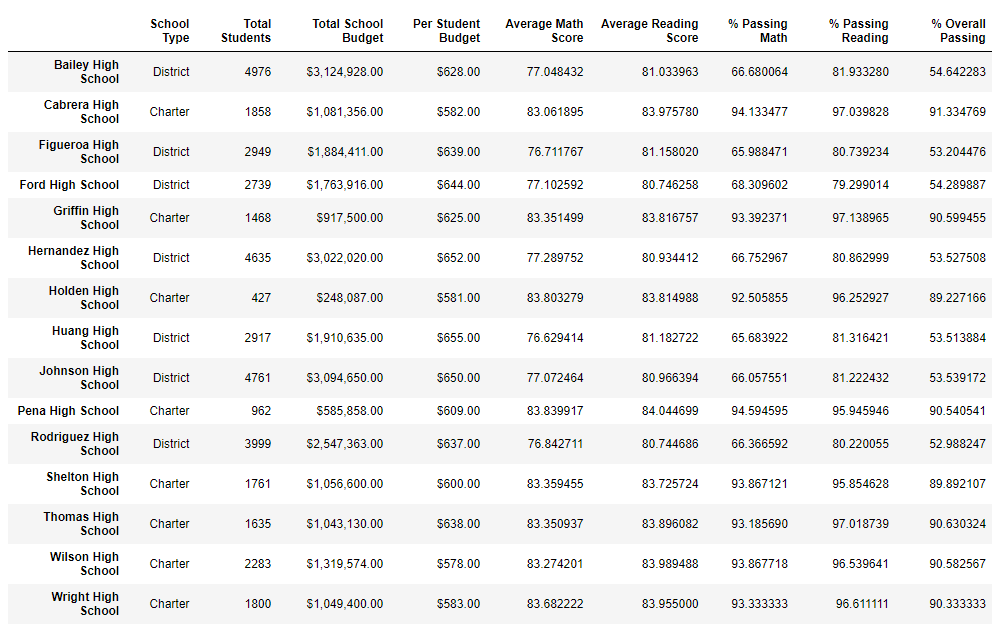 School Type Total Students Total School Budget Per Student Budget Average Math Score Average Reading Score % Passing Math % Passing Reading % Overall Passing
Bailey High School District 4976 $3,124,928.00 $628.00 77.048432 81.033963 66.680064 81.933280 54.642283
Cabrera High School Charter 1858 $1,081,356.00 $582.00 83.061895 83.975780 94.133477 97.039828 91.334769
Figueroa High School District 2949 $1,884,411.00 $639.00 76.711767 81.158020 65.988471 80.739234 53.204476
Ford High School District 2739 $1,763,916.00 $644.00 77.102592 80.746258 68.309602 79.299014 54.289887
Griffin High School Charter 1468 $917,500.00 $625.00 83.351499 83.816757 93.392371 97.138965 90.599455
Hernandez High School District 4635 $3,022,020.00 $652.00 77.289752 80.934412 66.752967 80.862999 53.527508
Holden High School Charter 427 $248,087.00 $581.00 83.803279 83.814988 92.505855 96.252927 89.227166
Huang High School District 2917 $1,910,635.00 $655.00 76.629414 81.182722 65.683922 81.316421 53.513884
Johnson High School District 4761 $3,094,650.00 $650.00 77.072464 80.966394 66.057551 81.222432 53.539172
Pena High School Charter 962 $585,858.00 $609.00 83.839917 84.044699 94.594595 95.945946 90.540541
Rodriguez High School District 3999 $2,547,363.00 $637.00 76.842711 80.744686 66.366592 80.220055 52.988247
Shelton High School Charter 1761 $1,056,600.00 $600.00 83.359455 83.725724 93.867121 95.854628 89.892107
Thomas High School Charter 1635 $1,043,130.00 $638.00 83.350937 83.896082 93.185690 97.018739 90.630324
Wilson High School Charter 2283 $1,319,574.00 $578.00 83.274201 83.989488 93.867718 96.539641 90.582567
Wright High School Charter 1800 $1,049,400.00 $583.00 83.682222 83.955000 93.333333 96.611111 90.333333